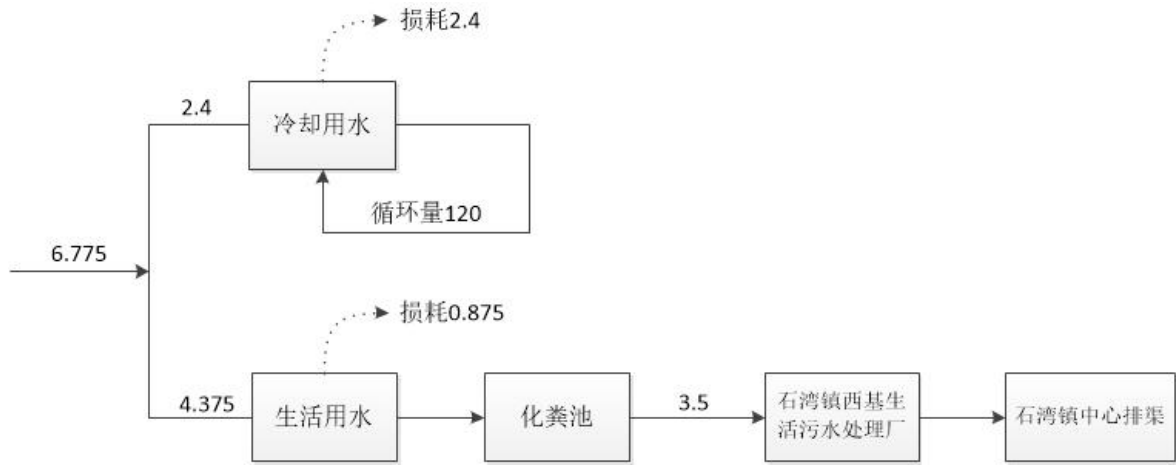 损耗2.4
2.4
冷却用水
循环量120
6.775
损耗0.875
4.375
生活用水
化粪池
3.5
石湾镇西基生
活污水处理厂
石湾镇中心排渠